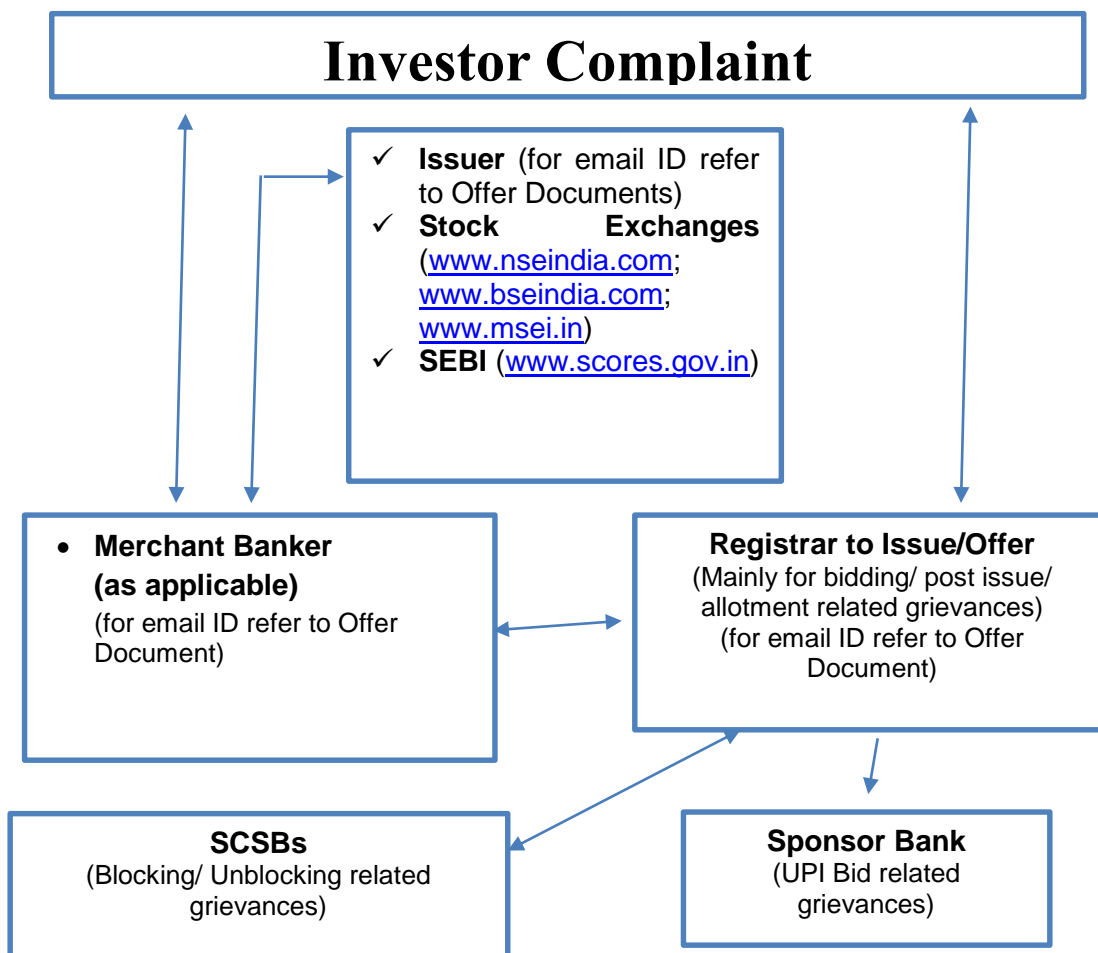 Investor Complaint
✓ Issuer (for email ID refer
to Offer Documents)
✓ Stock Exchanges
(www.nseindia.com;
www.bseindia.com;
www.msei.in)
✓ SEBI (www.scores.gov.in)
• Merchant Banker
(as applicable)
(for email ID refer to Offer
Document)
Registrar to Issue/Offer
(Mainly for bidding/ post issue/
allotment related grievances)
(for email ID refer to Offer
Document)
SCSBs
(Blocking/ Unblocking related
grievances)
Sponsor Bank
(UPI Bid related
grievances)